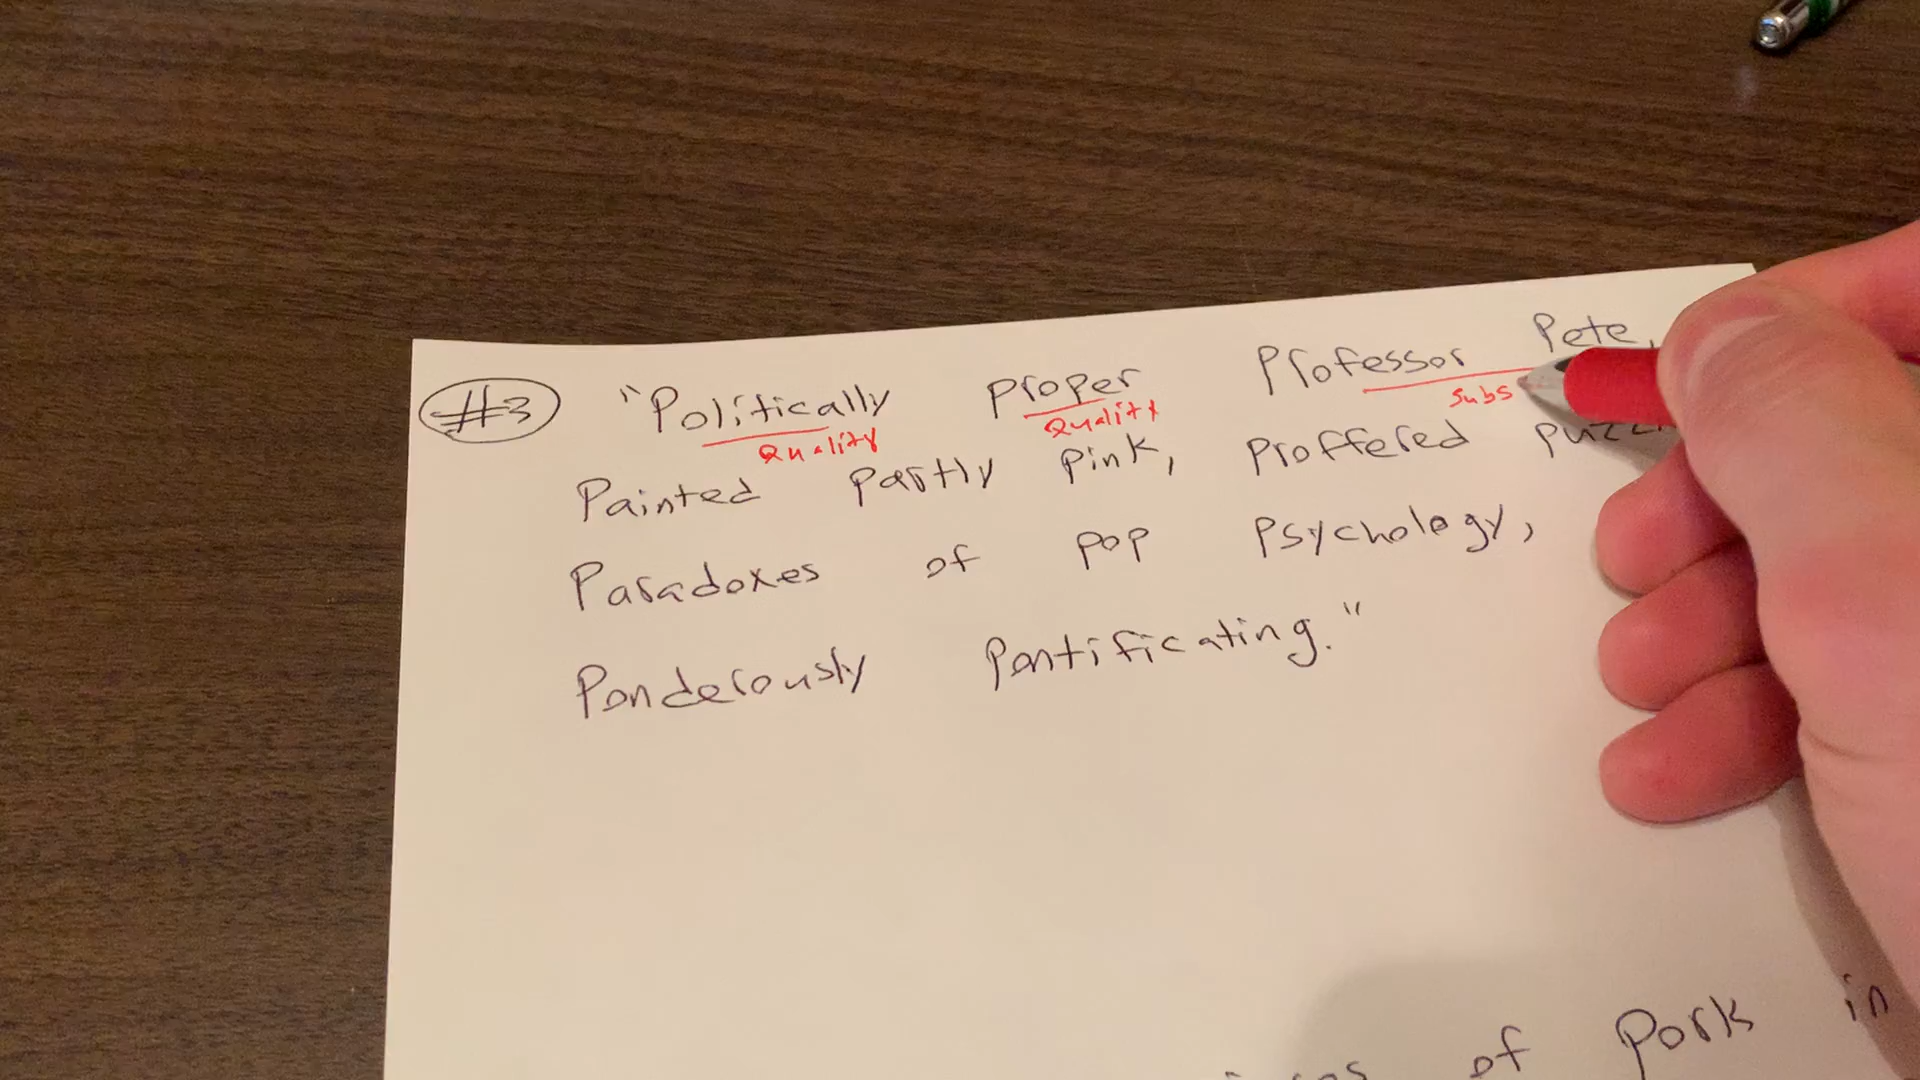 #3 "Politically Proper Professor Pete,
Quality Quality Subs
Painted partly pink, proffered
Paradoxes of pop psychology,
Ponderously pontificating."
of pork in